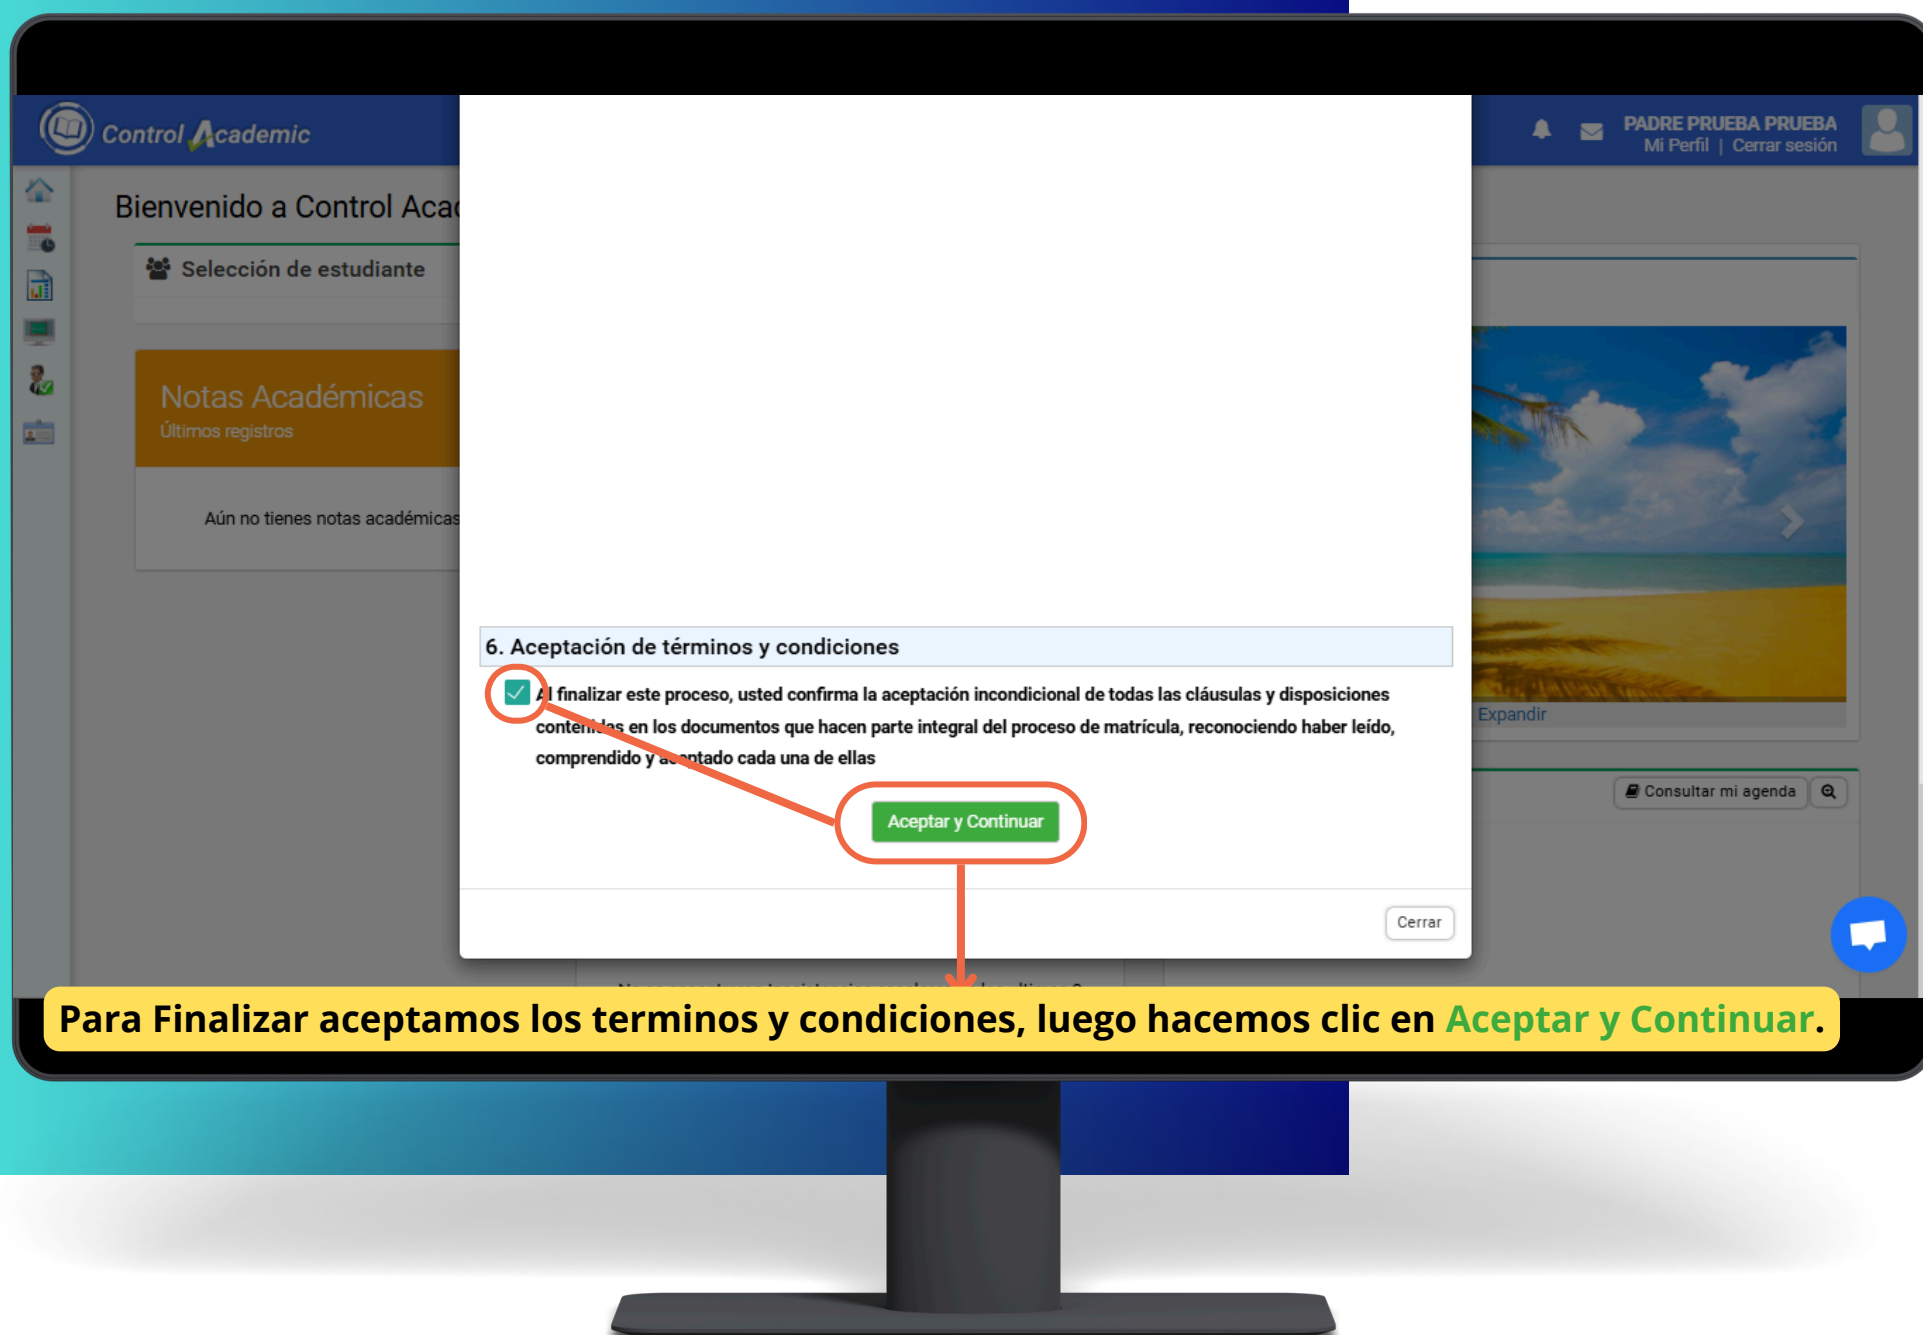 Control Academic
PADRE PRUEBA PRUEBA
Mi Perfil | Cerrar sesión
Bienvenido a Control Acad
Selección de estudiante
Notas Académicas
Últimos registros
Aún no tienes notas académicas
6. Aceptación de términos y condiciones
Al finalizar este proceso, usted confirma la aceptación incondicional de todas las cláusulas y disposiciones
contenidas en los documentos que hacen parte integral del proceso de matrícula, reconociendo haber leído,
comprendido y aceptado cada una de ellas
Aceptar y Continuar
Cerrar
Expandir
Consultar mi agenda
Para Finalizar aceptamos los terminos y condiciones, luego hacemos clic en Aceptar y Continuar.